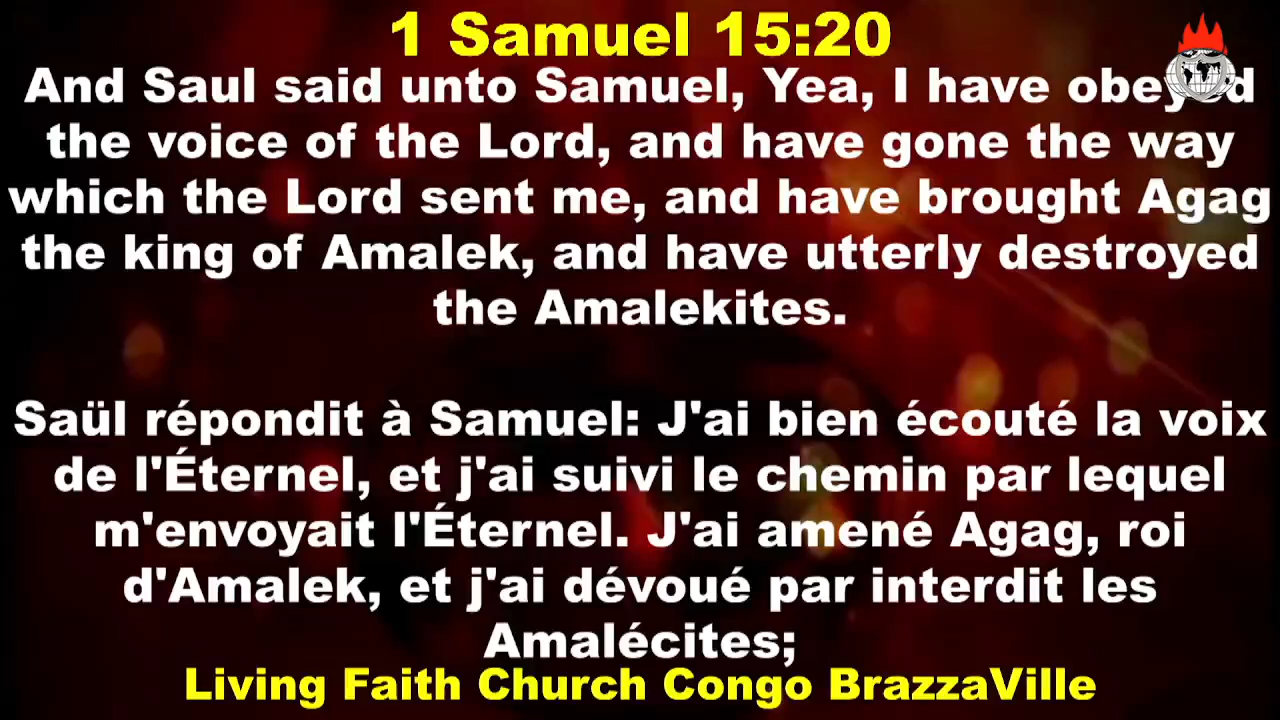 1 Samuel 15:20
And Saul said unto Samuel, Yea, I have obeyed
the voice of the Lord, and have gone the way
which the Lord sent me, and have brought Agag
the king of Amalek, and have utterly destroyed
the Amalekites.
Saül répondit à Samuel: J'ai bien écouté la voix
de l'Éternel, et j'ai suivi le chemin par lequel
m'envoyait l'Éternel. J'ai amené Agag, roi
d'Amalek, et j'ai dévoué par interdit les
Amalécites;
Living Faith Church Congo BrazzaVille